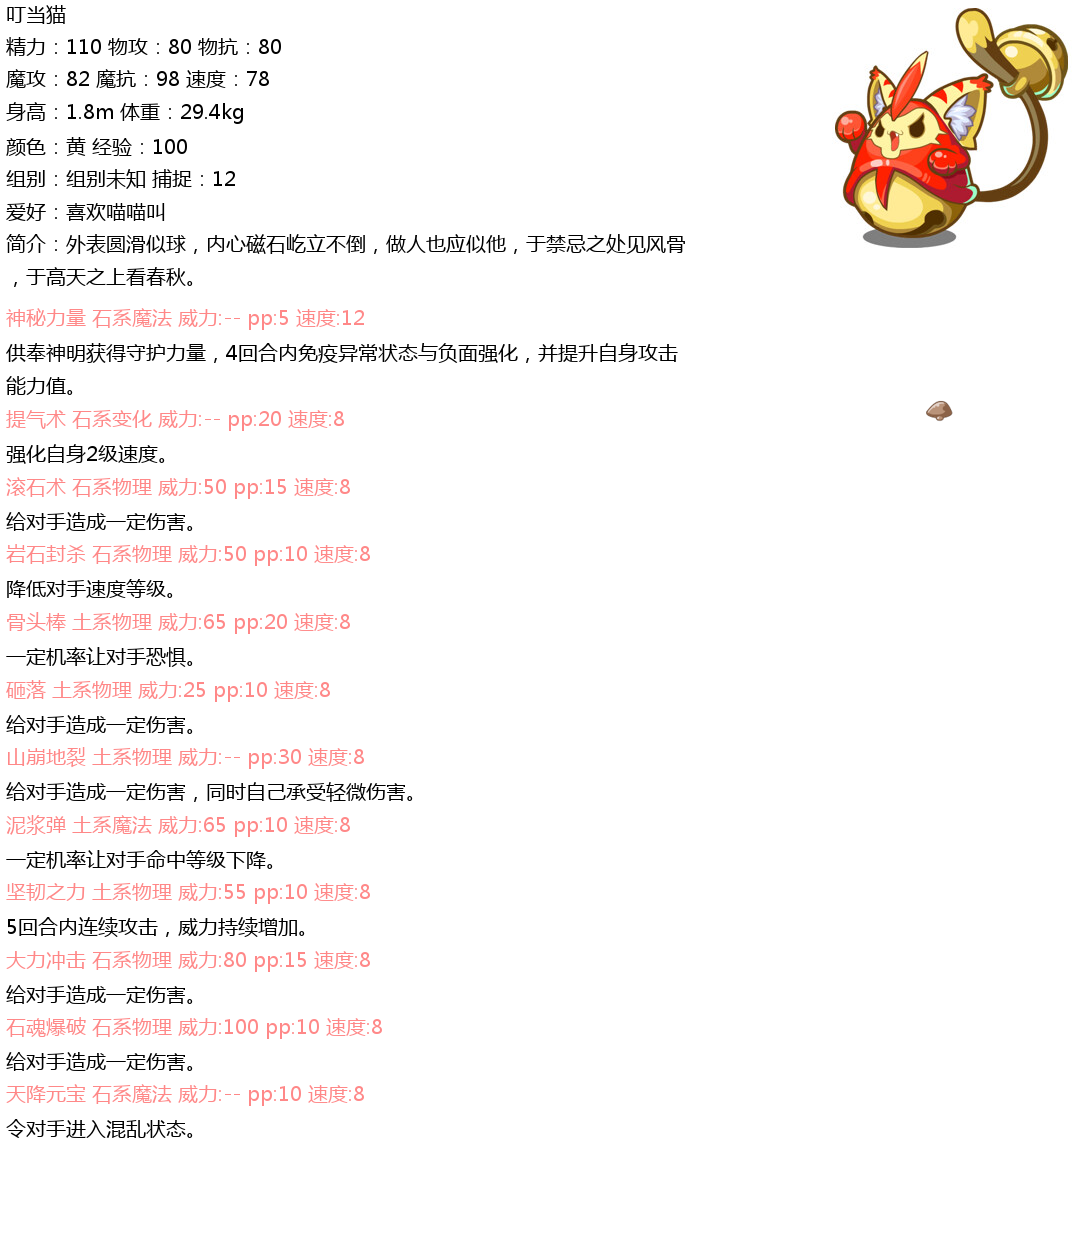 叮当猫
精力：110 物攻：80 物抗：80
魔攻：82 魔抗：98 速度：78
身高：1.8m 体重：29.4kg
颜色：黄 经验：100
组别：组别未知 捕捉：12
爱好：喜欢喵喵叫
简介：外表圆滑似球，内心磁石屹立不倒，做人也应似他，于禁忌之处见风骨
，于高天之上看春秋。
神秘力量 石系魔法 威力:-- pp:5 速度:12
供奉神明获得守护力量，4回合内免疫异常状态与负面强化，并提升自身攻击
能力值。
提气术 石系变化 威力:-- pp:20 速度:8
强化自身2级速度。
滚石术 石系物理 威力:50 pp:15 速度:8
给对手造成一定伤害。
岩石封杀 石系物理 威力:50 pp:10 速度:8
降低对手速度等级。
骨头棒 土系物理 威力:65 pp:20 速度:8
一定机率让对手恐惧。
砸落 土系物理 威力:25 pp:10 速度:8
给对手造成一定伤害。
山崩地裂 土系物理 威力:-- pp:30 速度:8
给对手造成一定伤害，同时自己承受轻微伤害。
泥浆弹 土系魔法 威力:65 pp:10 速度:8
一定机率让对手命中等级下降。
坚韧之力 土系物理 威力:55 pp:10 速度:8
5回合内连续攻击，威力持续增加。
大力冲击 石系物理 威力:80 pp:15 速度:8
给对手造成一定伤害。
石魂爆破 石系物理 威力:100 pp:10 速度:8
给对手造成一定伤害。
天降元宝 石系魔法 威力:-- pp:10 速度:8
令对手进入混乱状态。